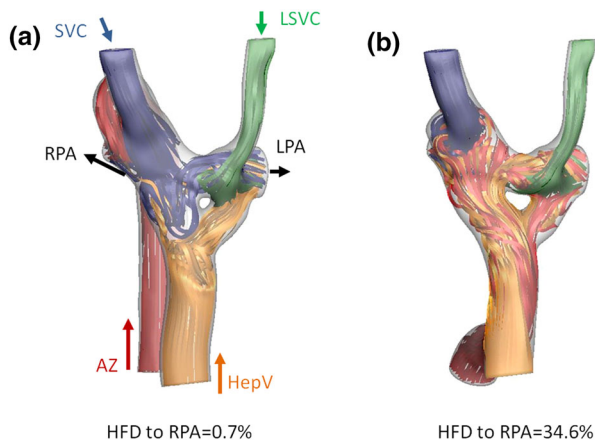 (a)
SVC
LSVC
(b)
RPA
LPA
AZ
HepV
HFD to RPA=0.7%
HFD to RPA=34.6%